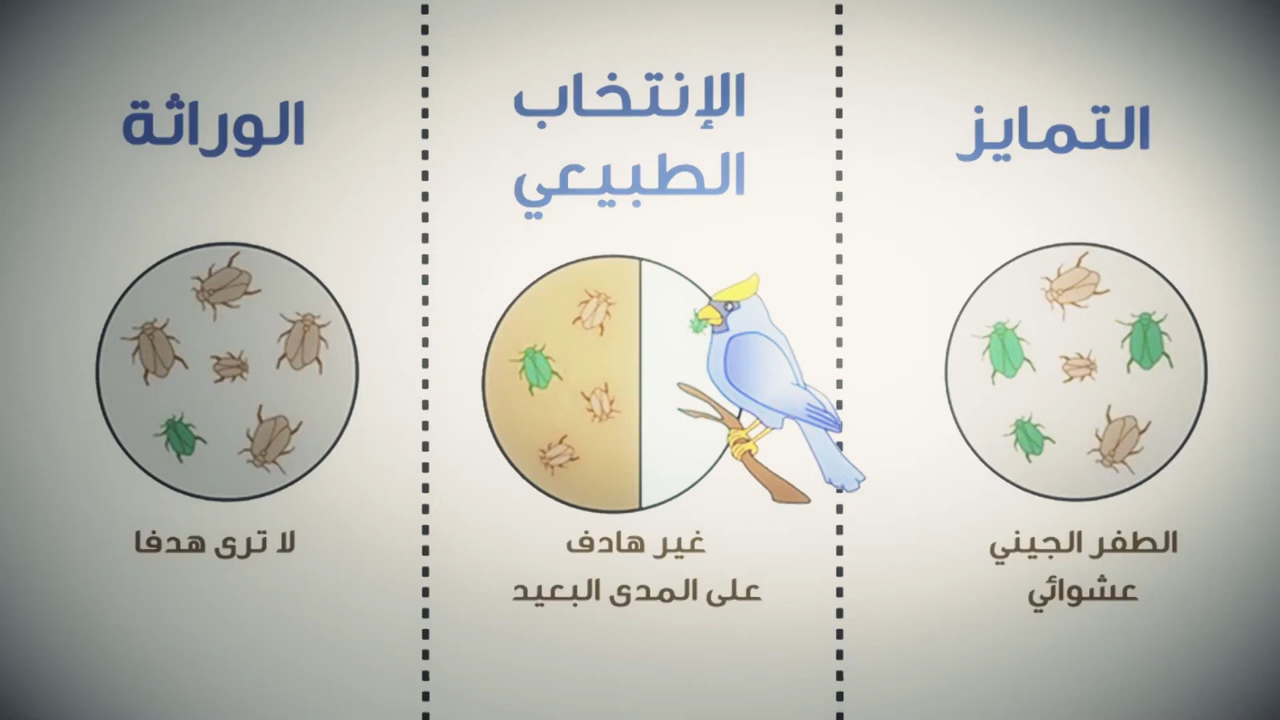 التمايز
الطفر الجيني
عشوائي
الإنتخاب
الطبيعي
غير هادف
على المدى البعيد
الوراثة
لا ترى هدفا